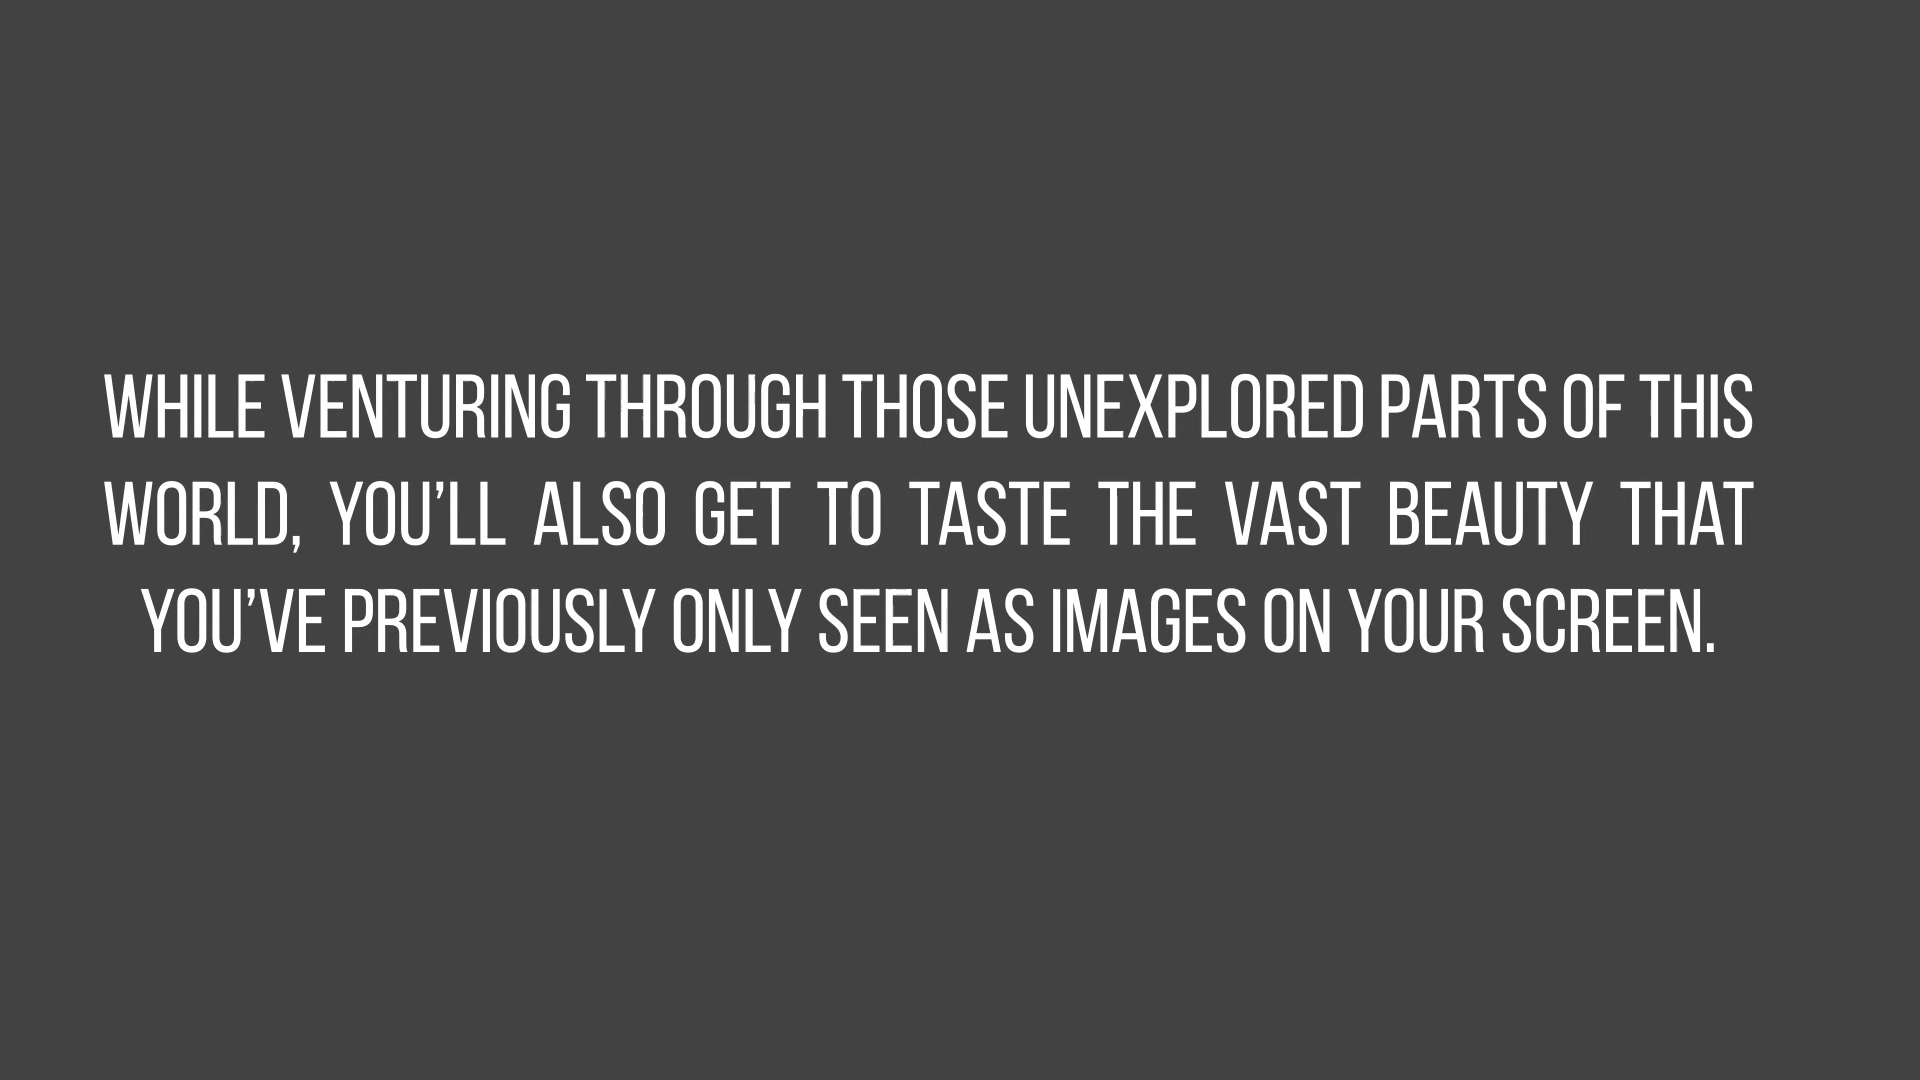 WHILE VENTURING THROUGH THOSE UNEXPLORED PARTS OF THIS
WORLD, YOU’LL ALSO GET TO TASTE THE VAST BEAUTY THAT
YOU’VE PREVIOUSLY ONLY SEEN AS IMAGES ON YOUR SCREEN.